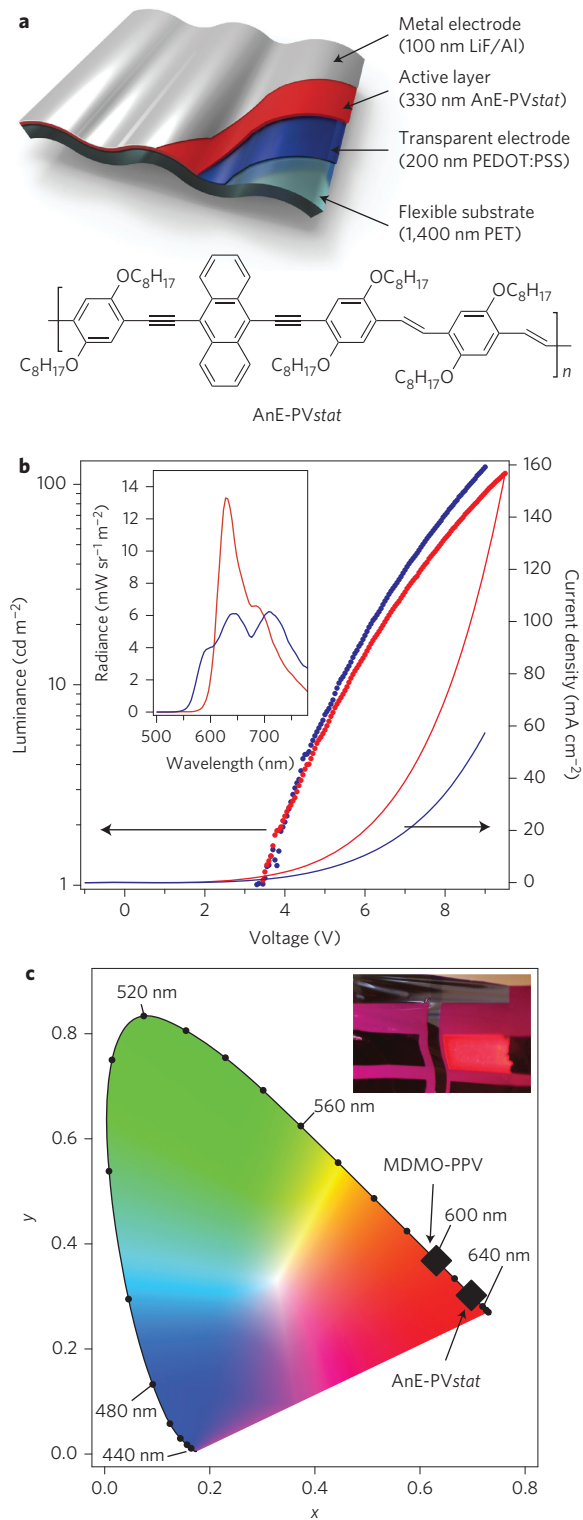 a
Metal electrode
(100 nm LiF/Al)
Active layer
(330 nm AnE-PVstat)
Transparent electrode
(200 nm PEDOT:PSS)
Flexible substrate
(1,400 nm PET)
OC8H17
OC8H17
OC8H17
C8H17O
OC8H17
C8H17O
n
AnE-PVstat
b
100
10
1
Luminance (cd m−2)
14
12
10
8
6
4
2
0
Radiance (mW sr−1 m−2)
500
600
700
Wavelength (nm)
160
140
120
100
80
60
40
20
0
Current density (mA cm−2)
0
2
4
6
8
Voltage (V)
c
520 nm
560 nm
MDMO-PPV
600 nm
640 nm
AnE-PVstat
480 nm
440 nm
0.8
0.6
0.4
0.2
0.0
y
0.0
0.2
0.4
0.6
0.8
x